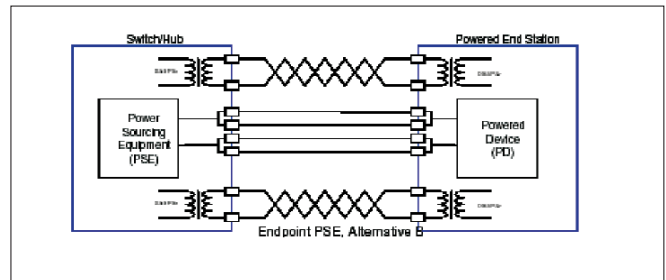 Switch/Hub
Powered End Station
Power
Sourcing
Equipment
(PSE)
Powered
Device
(PD)
Endpoint PSE, Alternative B